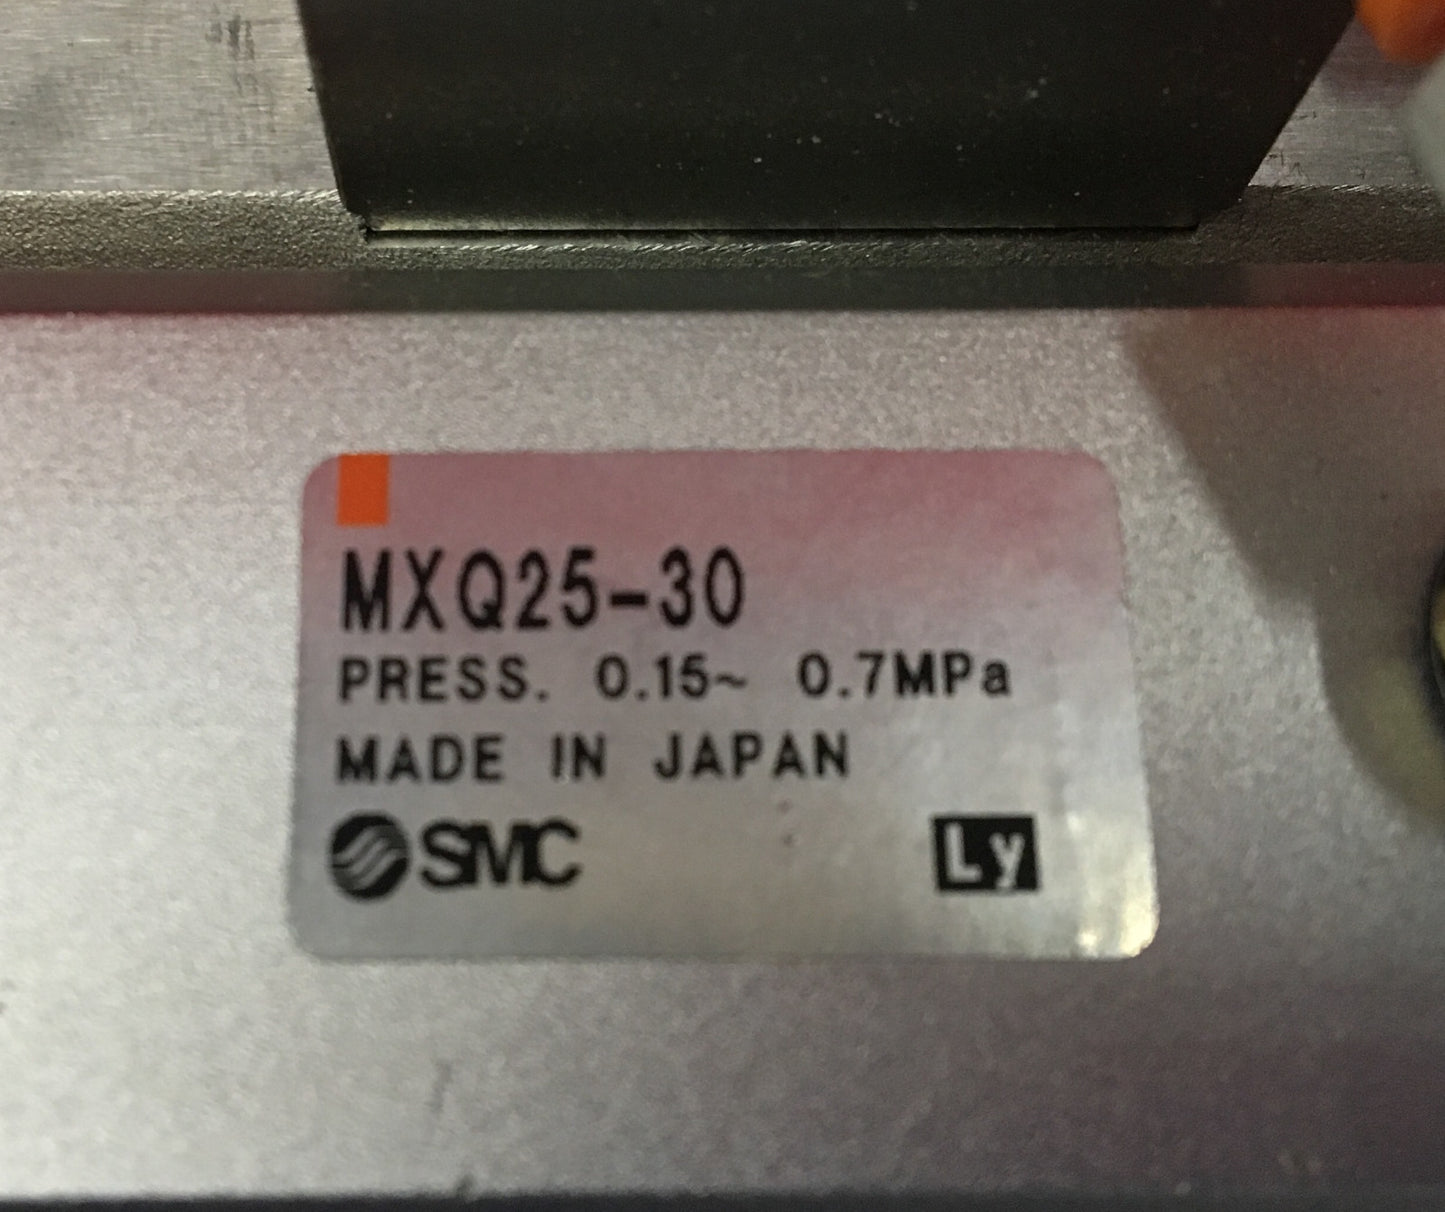 MXQ25-30
PRESS. 0.15~ 0.7MPa
MADE IN JAPAN
SMC Ly